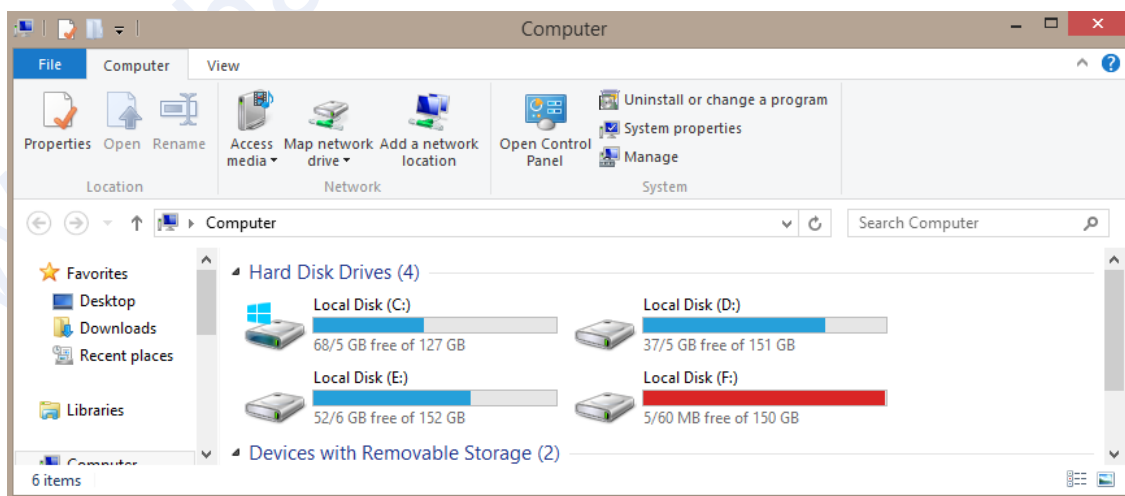 Computer
File Computer View
Properties Open Rename
Access media Map network drive Add a network location
Open Control Panel
Uninstall or change a program
System properties
Manage
Location Network System
Computer
Search Computer
Favorites
Desktop
Downloads
Recent places
Libraries
Computer
Hard Disk Drives (4)
Local Disk (C:)
68/5 GB free of 127 GB
Local Disk (D:)
37/5 GB free of 151 GB
Local Disk (E:)
52/6 GB free of 152 GB
Local Disk (F:)
5/60 MB free of 150 GB
Devices with Removable Storage (2)
6 items